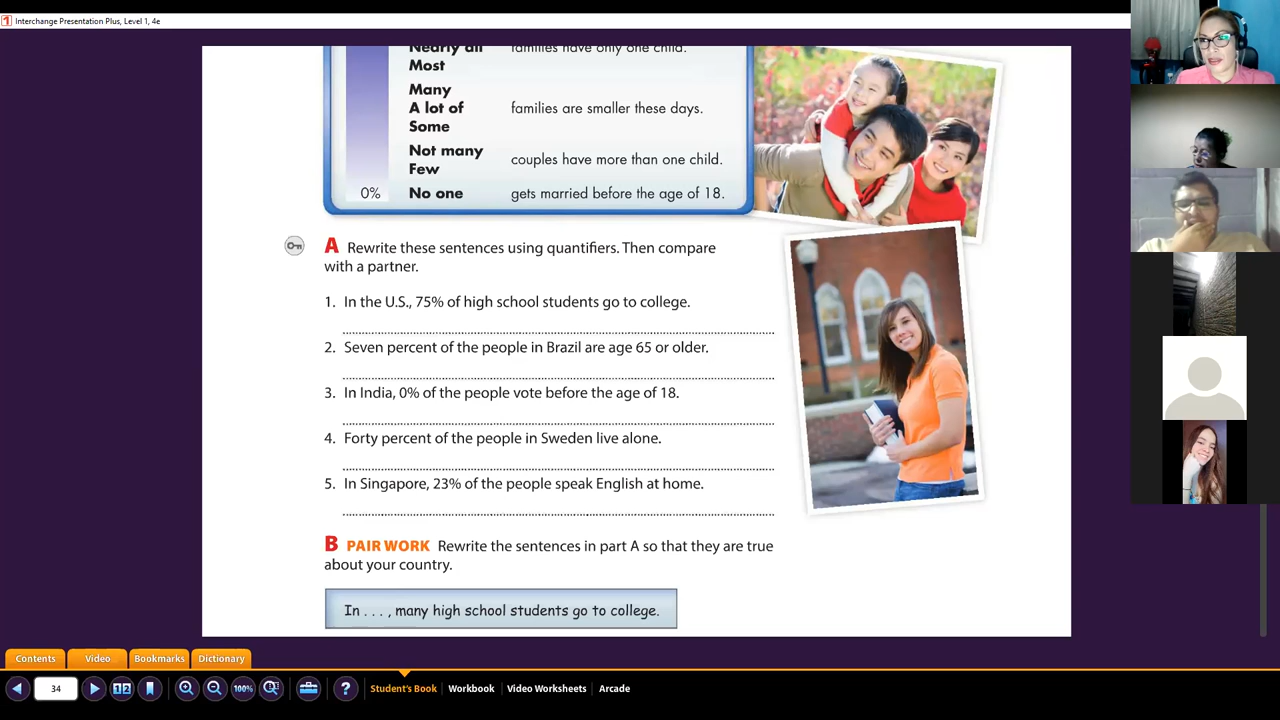 Interchange Presentation Plus, Level 1, 4e
Nearly all families have only one child.
Most
Many
A lot of families are smaller these days.
Some
Not many
couples have more than one child.
Few
0% No one gets married before the age of 18.
A Rewrite these sentences using quantifiers. Then compare
with a partner.
1. In the U.S., 75% of high school students go to college.
2. Seven percent of the people in Brazil are age 65 or older.
3. In India, 0% of the people vote before the age of 18.
4. Forty percent of the people in Sweden live alone.
5. In Singapore, 23% of the people speak English at home.
B PAIR WORK Rewrite the sentences in part A so that they are true
about your country.
In . . . , many high school students go to college.
Contents Video Bookmarks Dictionary
34 1 2 100% ? Student's Book Workbook Video Worksheets Arcade